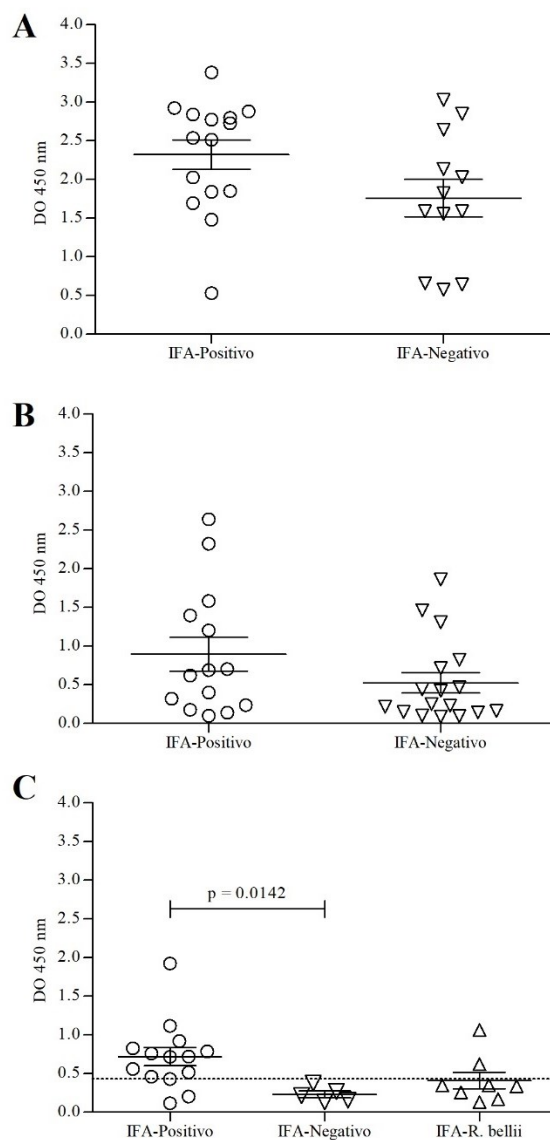 A
DO 450 nm
4.0
3.5
3.0
2.5
2.0
1.5
1.0
0.5
0.0
IFA-Positivo IFA-Negativo
B
DO 450 nm
4.0
3.5
3.0
2.5
2.0
1.5
1.0
0.5
0.0
IFA-Positivo IFA-Negativo
C
DO 450 nm
4.0
3.5
3.0
2.5
2.0
1.5
1.0
0.5
0.0
p = 0.0142
IFA-Positivo IFA-Negativo IFA-R. bellii